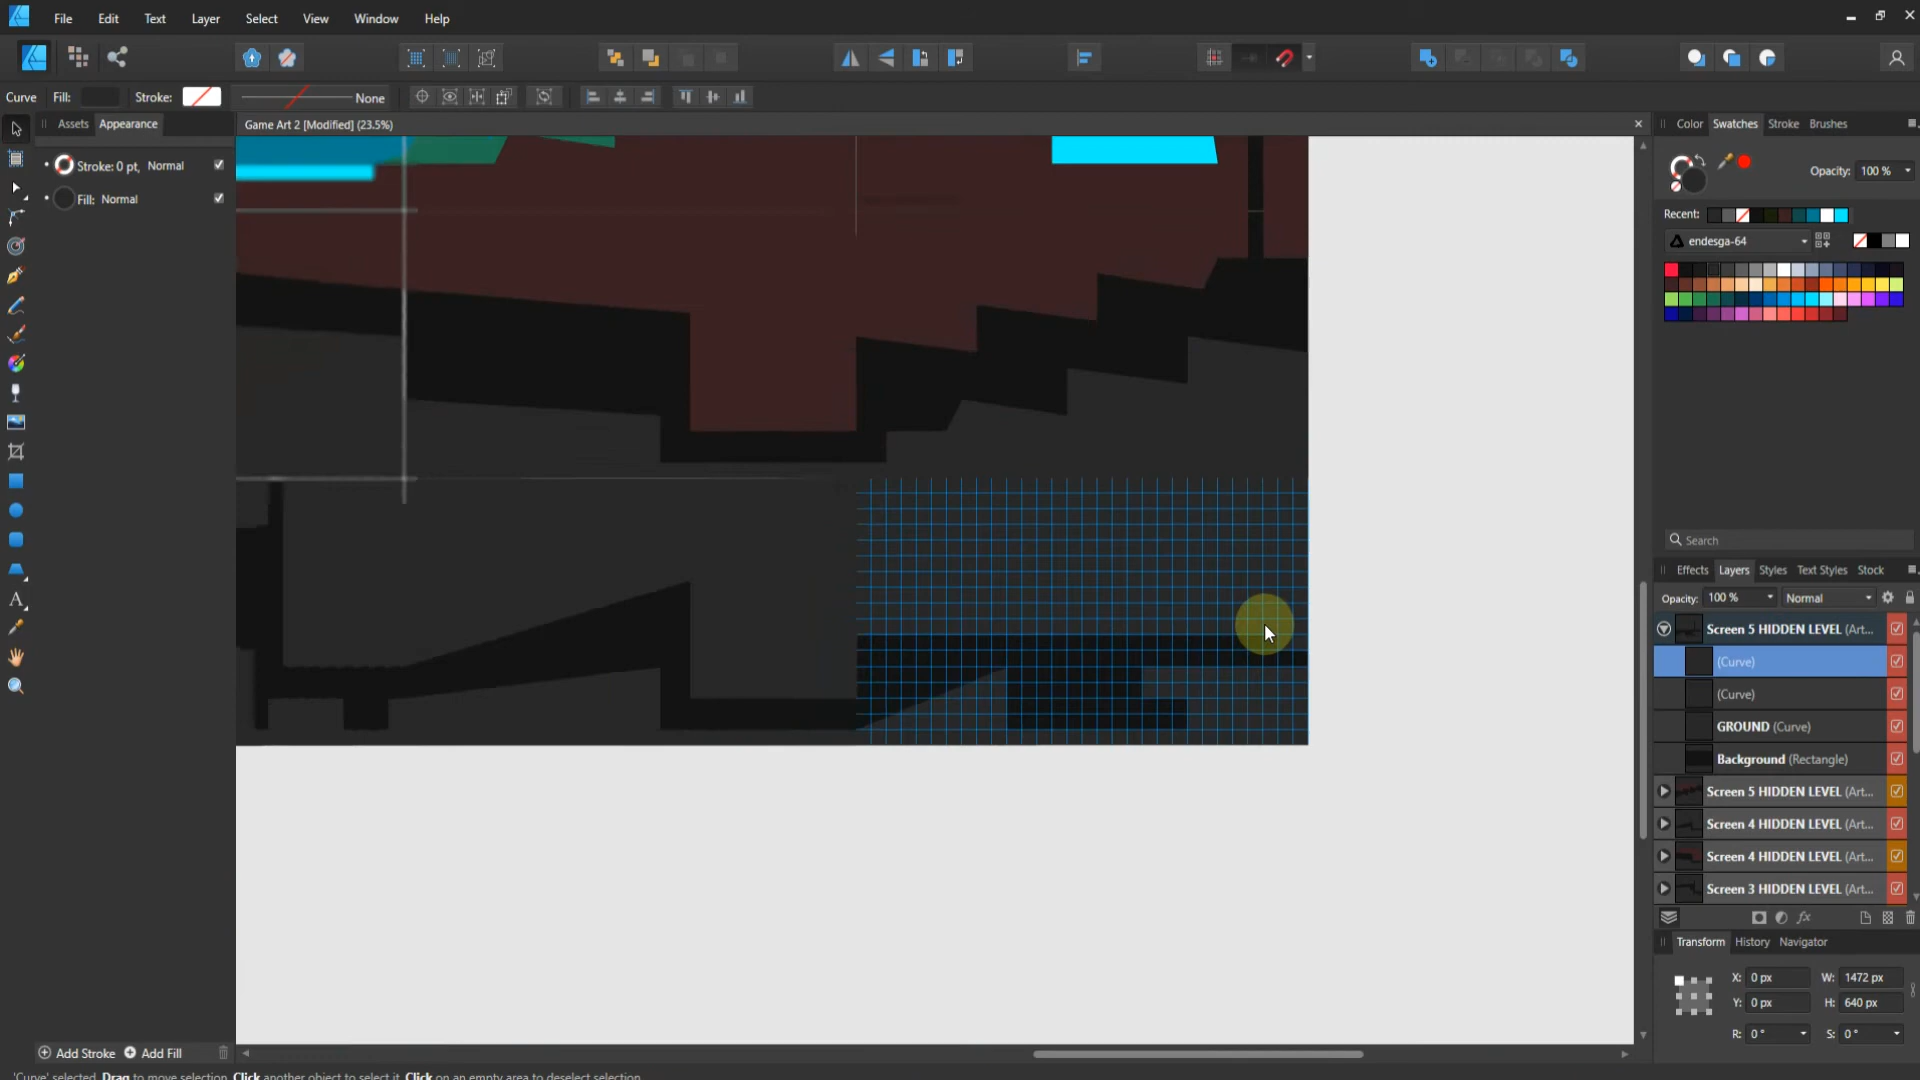 File Edit Text Layer Select View Window Help
Curve Fill: Stroke: None
Assets Appearance
Game Art 2 [Modified] (23.5%)
Color Swatches Stroke Brushes
Stroke: 0 pt, Normal
Fill: Normal
Opacity: 100 %
Recent:
endesga-64
Search
Effects Layers Styles Text Styles Stock
Opacity: 100 % Normal
Screen 5 HIDDEN LEVEL (Art...
(Curve)
(Curve)
GROUND (Curve)
Background (Rectangle)
Screen 5 HIDDEN LEVEL (Art...
Screen 4 HIDDEN LEVEL (Art...
Screen 4 HIDDEN LEVEL (Art...
Screen 3 HIDDEN LEVEL (Art...
fx
Transform History Navigator
X: 0 px W: 1472 px
Y: 0 px H: 640 px
R: 0 ° S: 0 °
Add Stroke Add Fill
'Curve' selected. Drag to move selection. Click another object to select it. Click on an empty area to deselect selection.